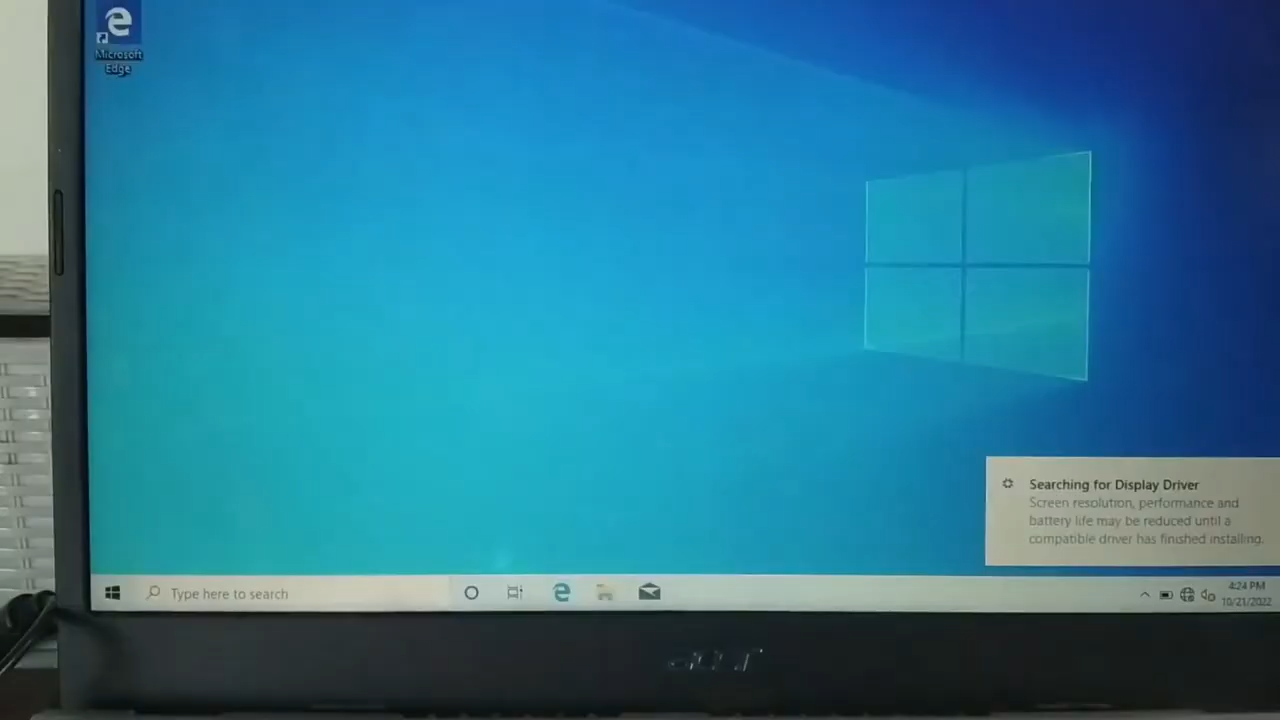 Microsoft
Edge
Searching for Display Driver
Screen resolution, performance and
battery life may be reduced until a
compatible driver has finished installing.
Type here to search
4:24 PM
10/21/2022
acer